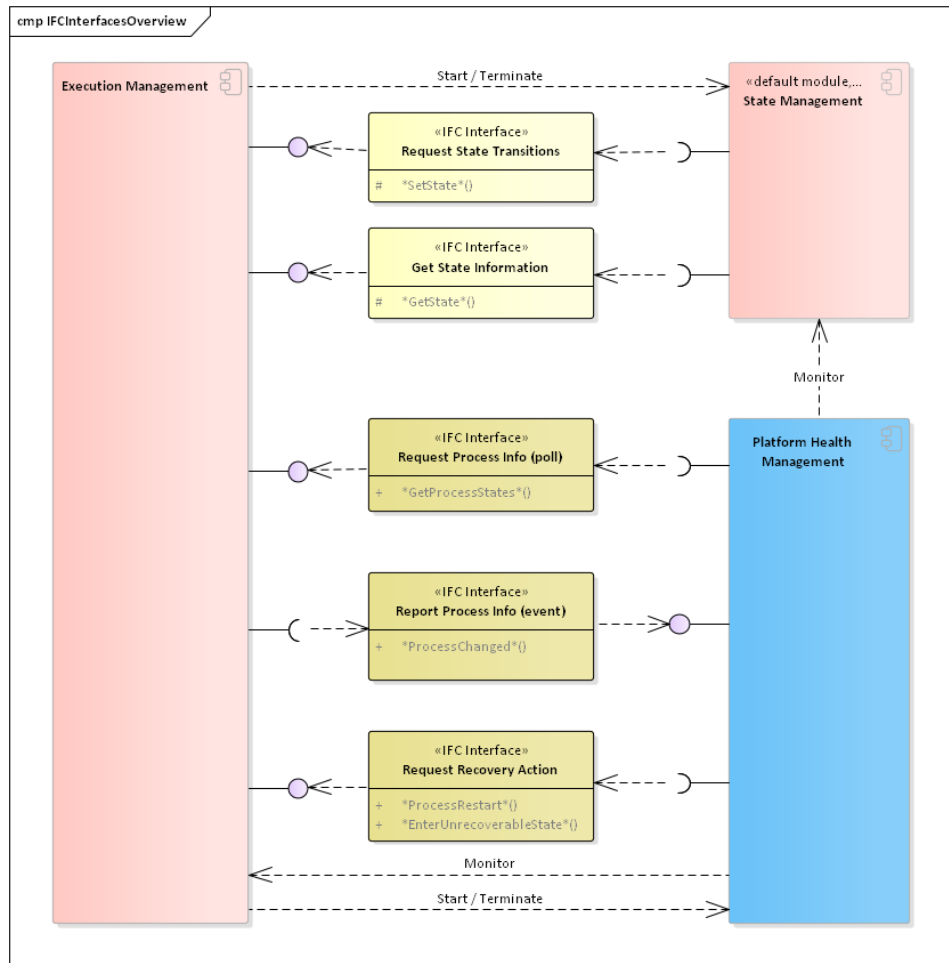 cmp IFCInterfacesOverview
Execution Management
Start / Terminate
«default module,...
State Management
«IFC Interface»
Request State Transitions
# *SetState*()
«IFC Interface»
Get State Information
# *GetState*()
Monitor
«IFC Interface»
Request Process Info (poll)
+ *GetProcessStates*()
Platform Health
Management
«IFC Interface»
Report Process Info (event)
+ *ProcessChanged*()
«IFC Interface»
Request Recovery Action
+ *ProcessRestart*()
+ *EnterUnrecoverableState*()
Monitor
Start / Terminate